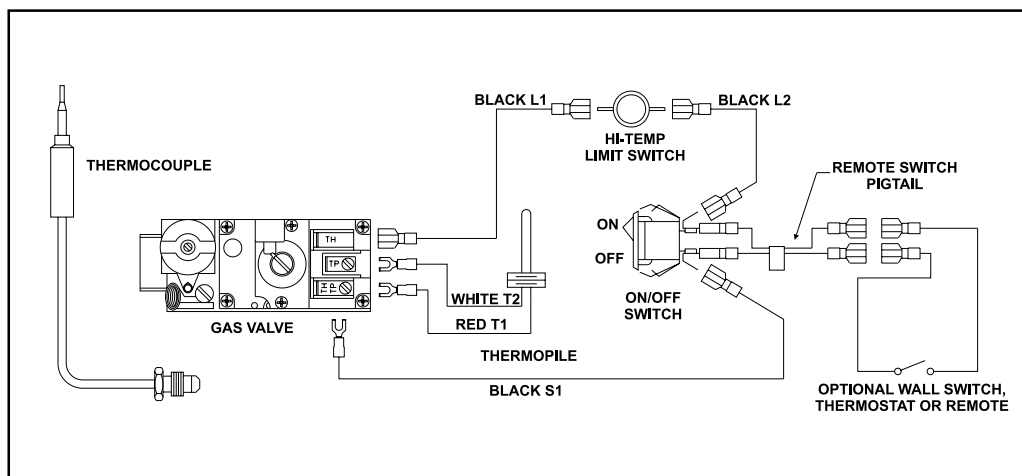 BLACK L1
BLACK L2
HI-TEMP
LIMIT SWITCH
THERMOCOUPLE
REMOTE SWITCH
PIGTAIL
ON
OFF
TH
TP
TH
TP
WHITE T2
RED T1
GAS VALVE
ON/OFF
SWITCH
THERMOPILE
BLACK S1
OPTIONAL WALL SWITCH,
THERMOSTAT OR REMOTE